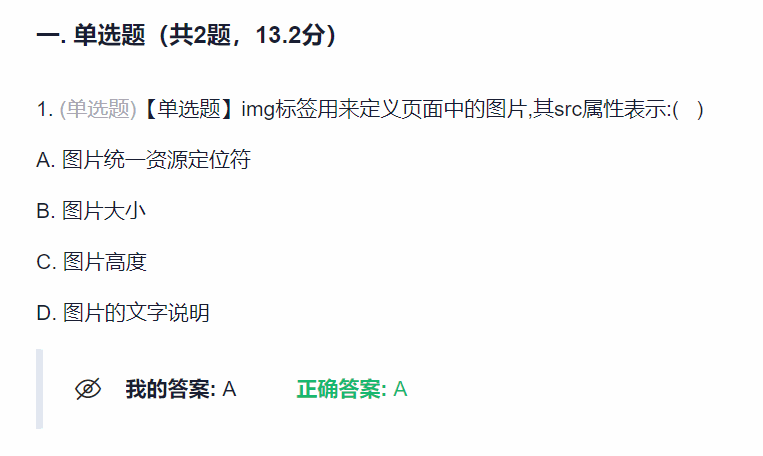 一. 单选题（共2题，13.2分）
1. (单选题)【单选题】img标签用来定义页面中的图片,其src属性表示:( )
A. 图片统一资源定位符
B. 图片大小
C. 图片高度
D. 图片的文字说明
我的答案: A 正确答案: A